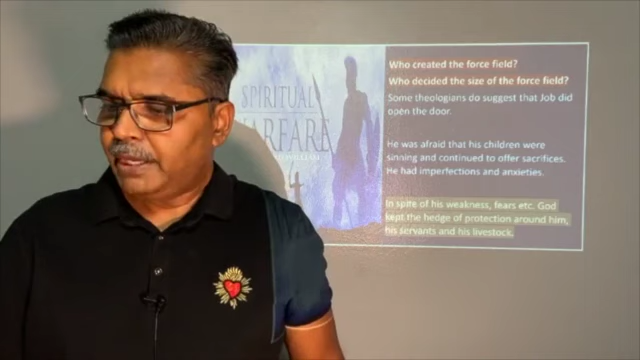 SPIRITUAL
WARFARE
4
Who created the force field?
Who decided the size of the force field?
Some theologians do suggest that Job did
open the door.
He was afraid that his children were
sinning and continued to offer sacrifices.
He had imperfections and anxieties.
In spite of his weakness, fears etc. God
kept the hedge of protection around him,
his servants and his livestock.